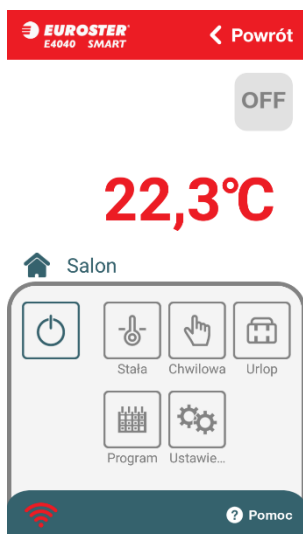 EUROSTER
E4040 SMART
Powrót
OFF
22,3°C
Salon
Stała Chwilowa Urlop
Program Ustawie...
? Pomoc